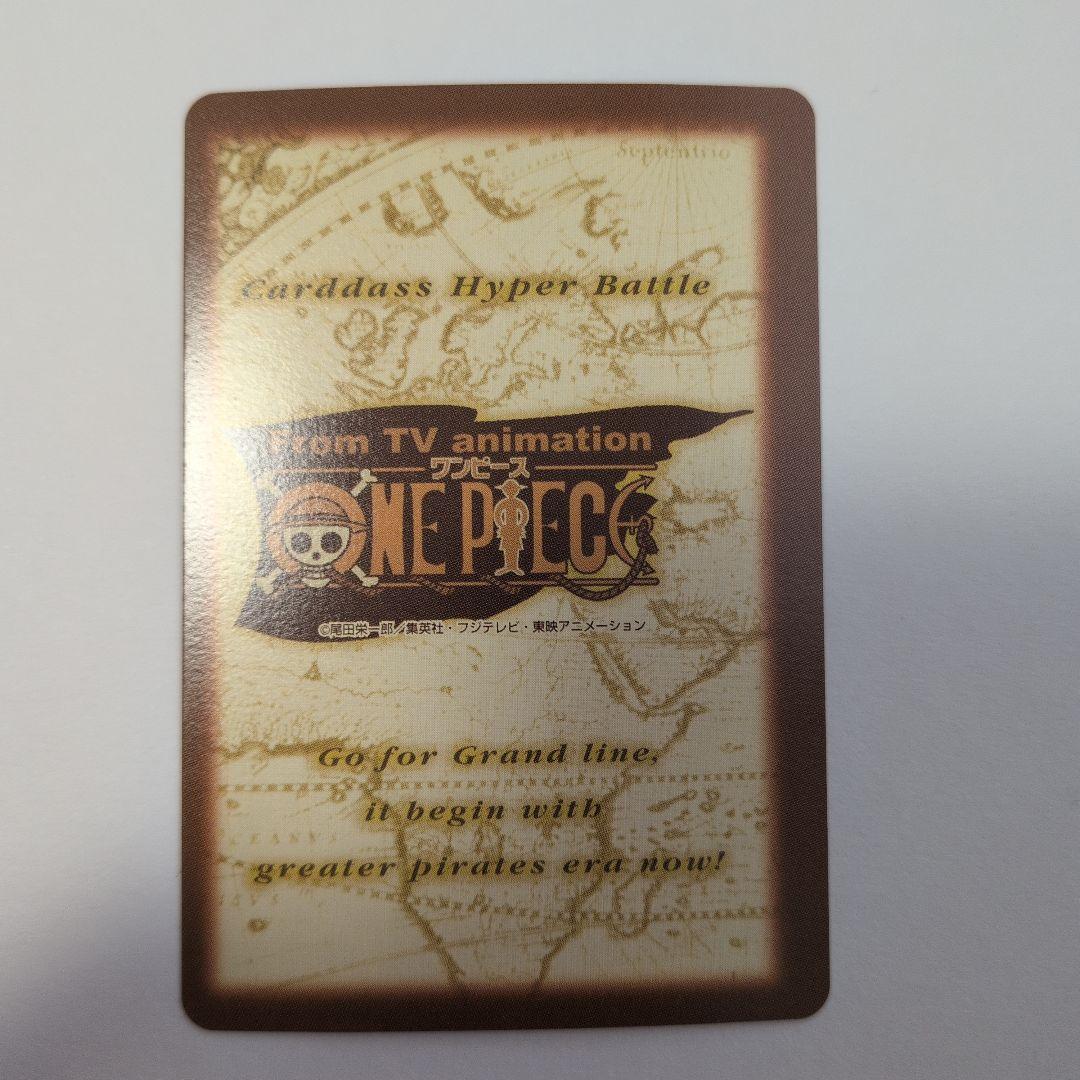 Septentrio
Carddass Hyper Battle
From TV animation
ワンピース
ONE PIECE
©尾田栄一郎／集英社・フジテレビ・東映アニメーション
Go for Grand line,
it begin with
greater pirates era now!